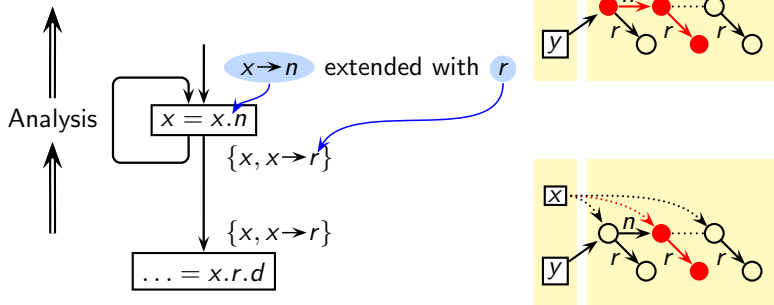 x→n extended with r
Analysis
x = x.n
{x, x→r}
{x, x→r}
... = x.r.d
n
y
r
r
r
x
n
y
r
r
r